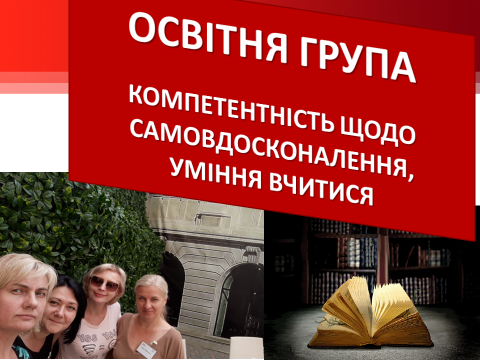 ОСВІТНЯ ГРУПА
КОМПЕТЕНТНІСТЬ ЩОДО
САМОВДОСКОНАЛЕННЯ,
УМІННЯ ВЧИТИСЯ